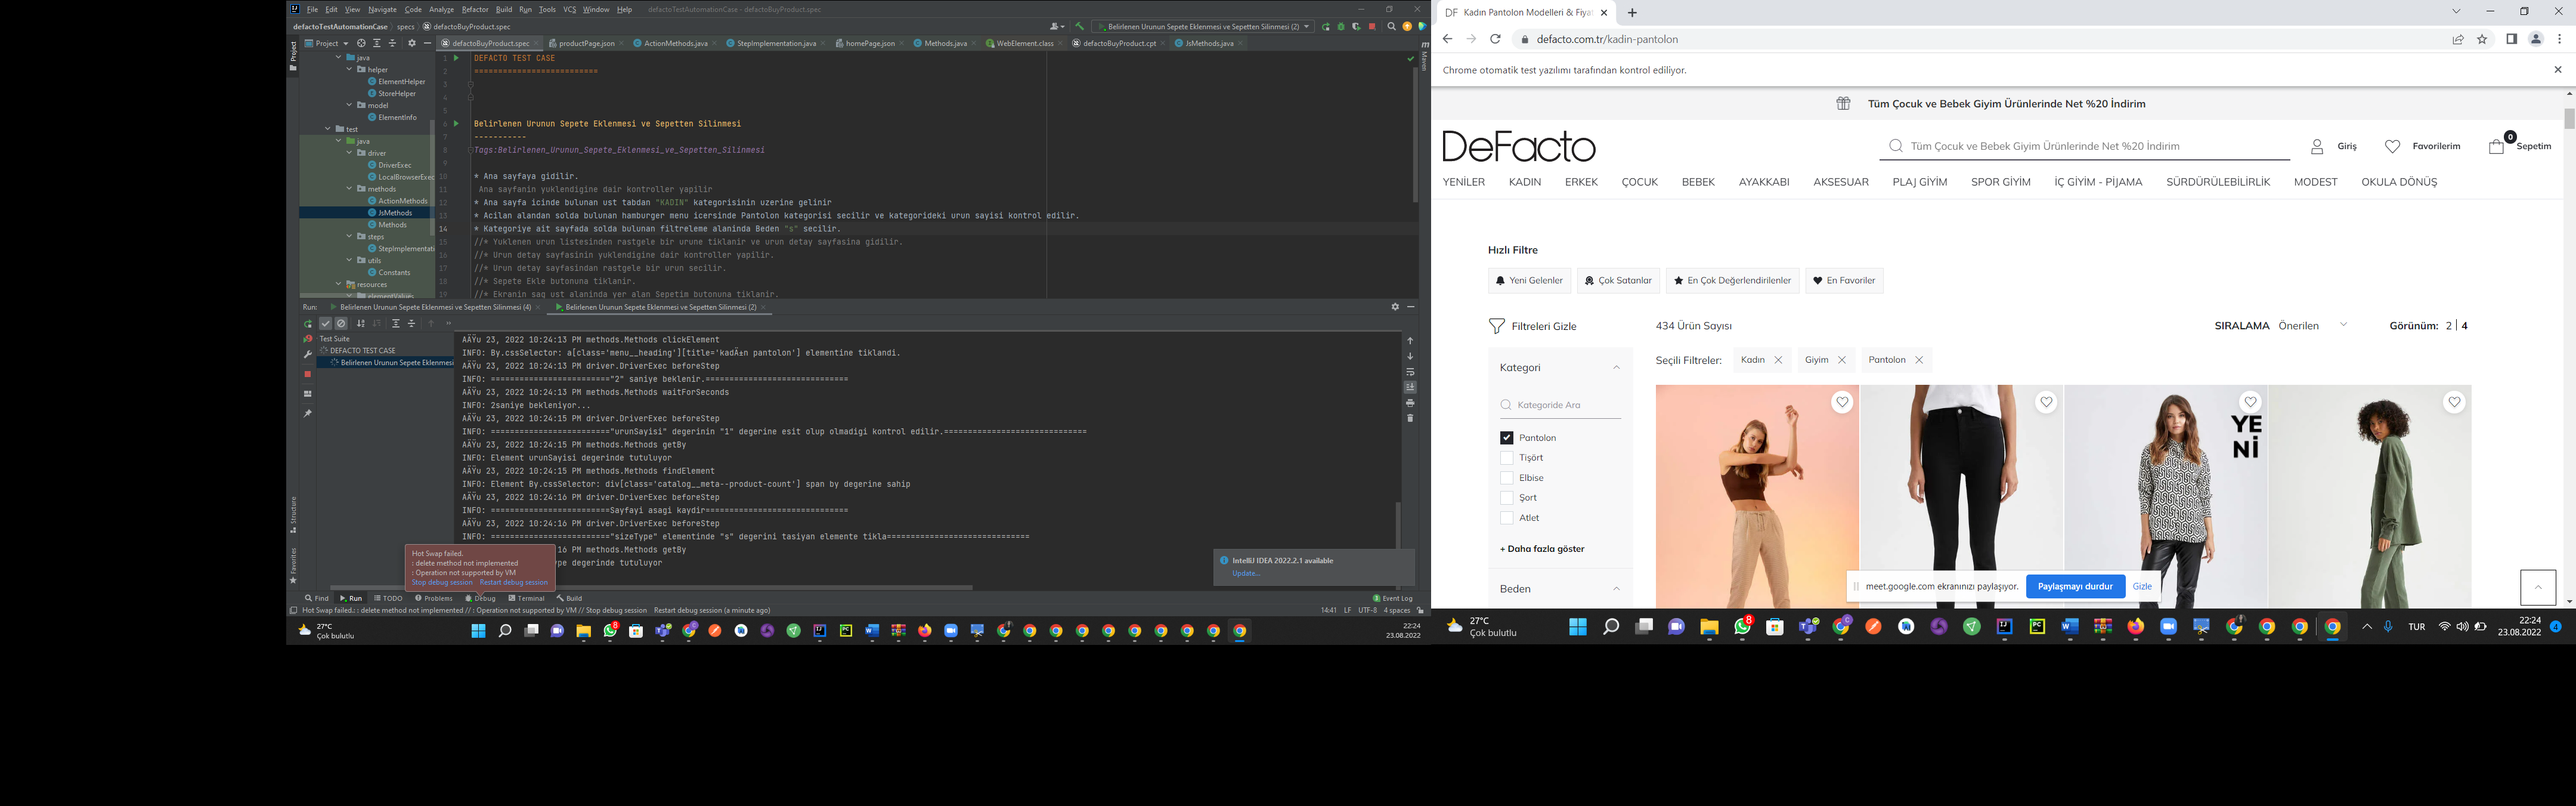 File Edit View Navigate Code Analyze Refactor Build Run Tools VCS Window Help defactoTestAutomationCase - defactoBuyProduct.spec
defactoTestAutomationCase specs defactoBuyProduct.spec
Belirlenen Urunun Sepete Eklenmesi ve Sepetten Silinmesi (2)
Project
defactoBuyProduct.spec productPage.json ActionMethods.java StepImplementation.java homePage.json Methods.java WebElement.class defactoBuyProduct.cpt JsMethods.java
java
helper
ElementHelper
StoreHelper
model
ElementInfo
test
java
driver
DriverExec
LocalBrowserExec
methods
ActionMethods
JsMethods
Methods
steps
StepImplementati
utils
Constants
resources
elementValues
Project
Structure
Favorites
Maven
1 DEFACTO TEST CASE
2 ==========================
3
4
5
6 Belirlenen Urunun Sepete Eklenmesi ve Sepetten Silinmesi
7 -----------
8 Tags:Belirlenen_Urunun_Sepete_Eklenmesi_ve_Sepetten_Silinmesi
9
10 * Ana sayfaya gidilir.
11 Ana sayfanin yuklendigine dair kontroller yapilir
12 * Ana sayfa icinde bulunan ust tabdan "KADIN" kategorisinin uzerine gelinir
13 * Acilan alandan solda bulunan hamburger menu icersinde Pantolon kategorisi secilir ve kategorideki urun sayisi kontrol edilir.
14 * Kategoriye ait sayfada solda bulunan filtreleme alaninda Beden "s" secilir.
15 //* Yuklenen urun listesinden rastgele bir urune tiklanir ve urun detay sayfasina gidilir.
16 //* Urun detay sayfasinin yuklendigine dair kontroller yapilir.
17 //* Urun detay sayfasindan rastgele bir urun secilir.
18 //* Sepete Ekle butonuna tiklanir.
19 //* Ekranin sag ust alaninda yer alan Sepetim butonuna tiklanir.
Run: Belirlenen Urunun Sepete Eklenmesi ve Sepetten Silinmesi (4) Belirlenen Urunun Sepete Eklenmesi ve Sepetten Silinmesi (2)
Test Suite
DEFACTO TEST CASE
Belirlenen Urunun Sepete Eklenmesi
AÄŸu 23, 2022 10:24:13 PM methods.Methods clickElement
INFO: By.cssSelector: a[class='menu__heading'][title='kadÄ±n pantolon'] elementine tiklandi.
AÄŸu 23, 2022 10:24:13 PM driver.DriverExec beforeStep
INFO: ========================="2" saniye beklenir.==============================
AÄŸu 23, 2022 10:24:13 PM methods.Methods waitForSeconds
INFO: 2saniye bekleniyor...
AÄŸu 23, 2022 10:24:15 PM driver.DriverExec beforeStep
INFO: ========================="urunSayisi" degerinin "1" degerine esit olup olmadigi kontrol edilir.==============================
AÄŸu 23, 2022 10:24:15 PM methods.Methods getBy
INFO: Element urunSayisi degerinde tutuluyor
AÄŸu 23, 2022 10:24:15 PM methods.Methods findElement
INFO: Element By.cssSelector: div[class='catalog__meta--product-count'] span by degerine sahip
AÄŸu 23, 2022 10:24:16 PM driver.DriverExec beforeStep
INFO: =========================Sayfayi asagi kaydir==============================
AÄŸu 23, 2022 10:24:16 PM driver.DriverExec beforeStep
INFO: ========================="sizeType" elementinde "s" degerini tasiyan elemente tikla==============================
16 PM methods.Methods getBy
ype degerinde tutuluyor
Hot Swap failed.
: delete method not implemented
: Operation not supported by VM
Stop debug session Restart debug session
IntelliJ IDEA 2022.2.1 available
Update...
Find Run TODO Problems Debug Terminal Build Event Log
Hot Swap failed.: : delete method not implemented // : Operation not supported by VM // Stop debug session Restart debug session (a minute ago) 14:41 LF UTF-8 4 spaces
27°C
Çok bulutlu
8
22:24
23.08.2022
DF Kadın Pantolon Modelleri & Fiya
defacto.com.tr/kadin-pantolon
Chrome otomatik test yazılımı tarafından kontrol ediliyor.
Tüm Çocuk ve Bebek Giyim Ürünlerinde Net %20 İndirim
DeFacto
Tüm Çocuk ve Bebek Giyim Ürünlerinde Net %20 İndirim
Giriş Favorilerim 0 Sepetim
YENİLER KADIN ERKEK ÇOCUK BEBEK AYAKKABI AKSESUAR PLAJ GİYİM SPOR GİYİM İÇ GİYİM - PİJAMA SÜRDÜRÜLEBİLİRLİK MODEST OKULA DÖNÜŞ
Hızlı Filtre
Yeni Gelenler Çok Satanlar En Çok Değerlendirilenler En Favoriler
Filtreleri Gizle 434 Ürün Sayısı SIRALAMA Önerilen Görünüm: 2 | 4
Seçili Filtreler: Kadın Giyim Pantolon
Kategori
Kategoride Ara
Pantolon
Tişört
Elbise
Şort
Atlet
+ Daha fazla göster
Beden
YE
Nİ
meet.google.com ekranınızı paylaşıyor. Paylaşmayı durdur Gizle
27°C
Çok bulutlu
8
TUR
22:24
23.08.2022
4